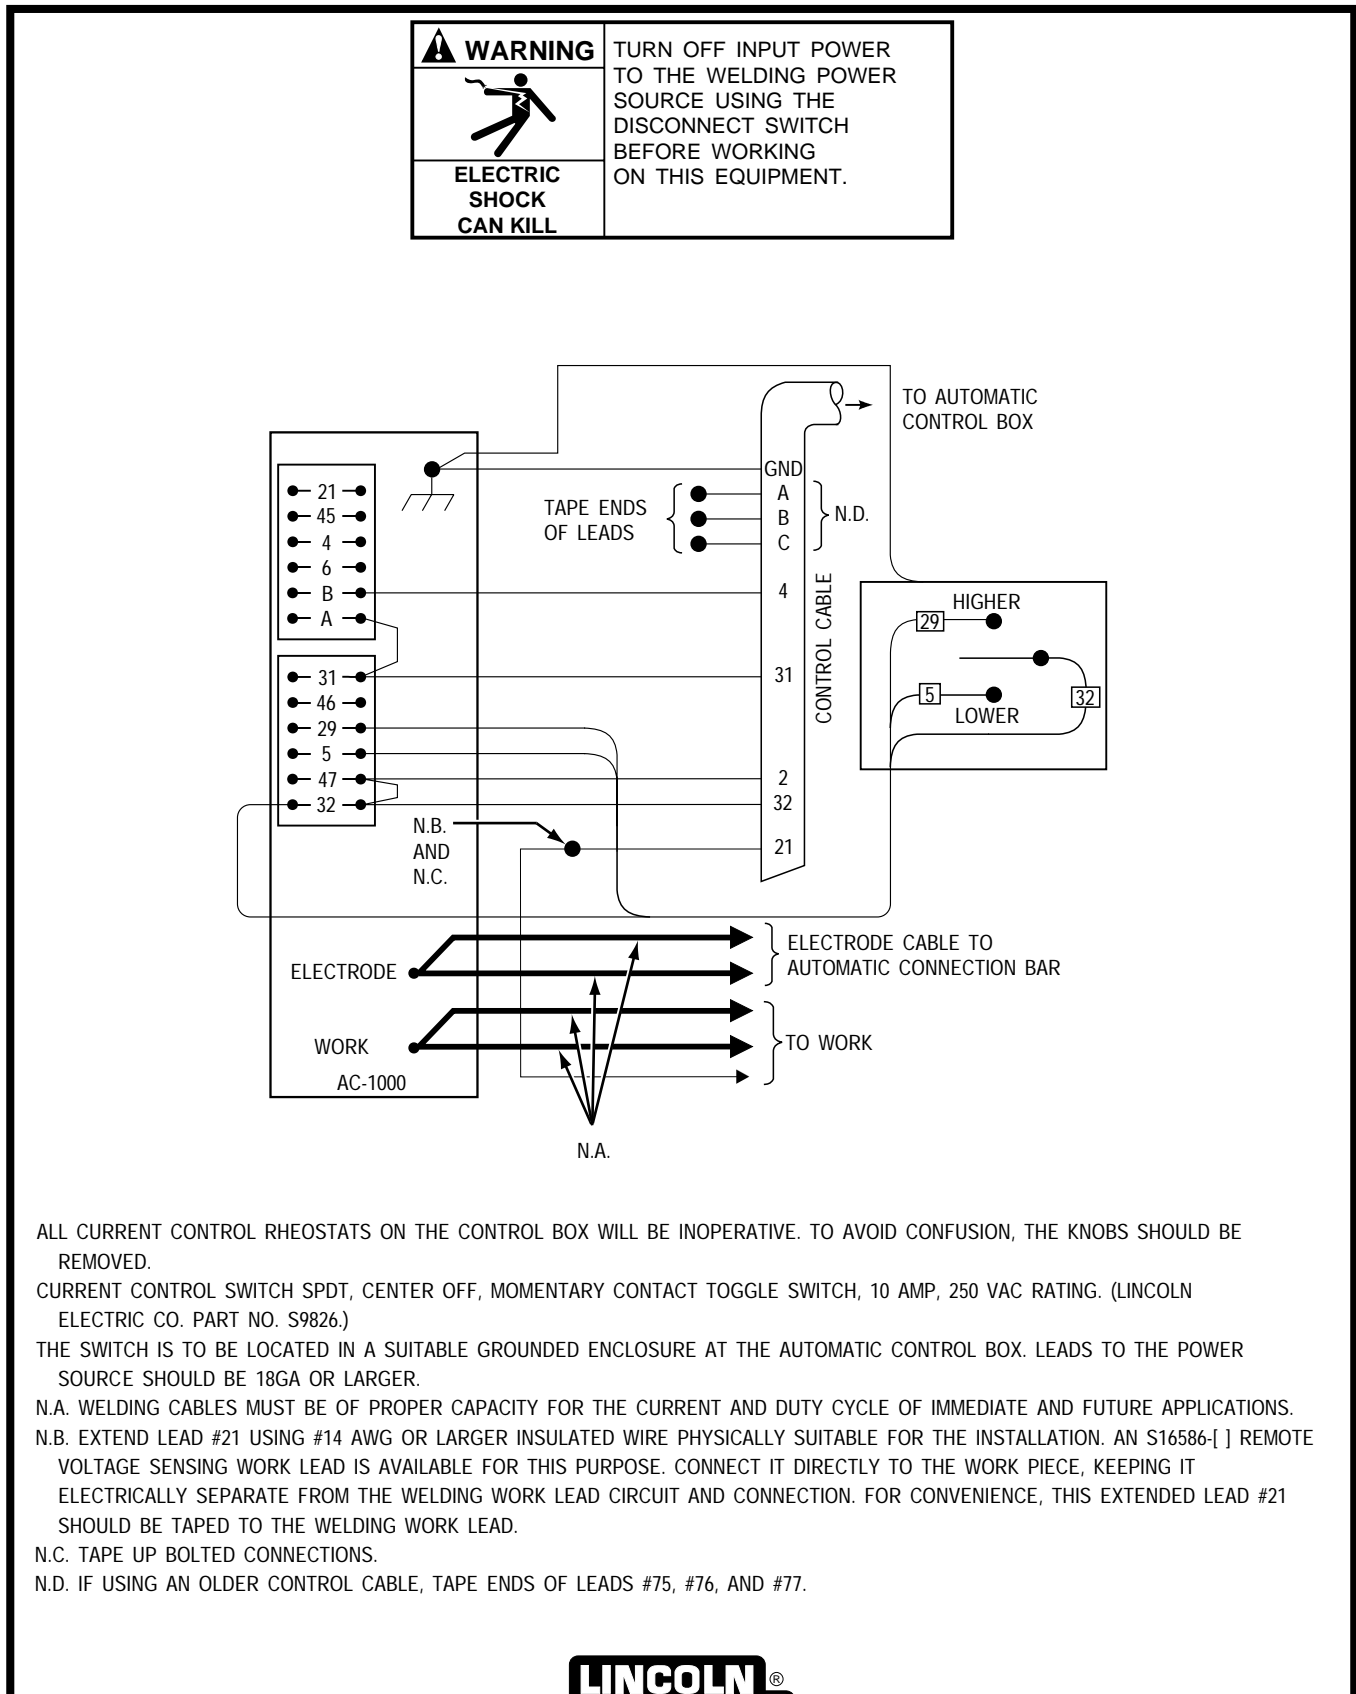 WARNING
ELECTRIC
SHOCK
CAN KILL
TURN OFF INPUT POWER
TO THE WELDING POWER
SOURCE USING THE
DISCONNECT SWITCH
BEFORE WORKING
ON THIS EQUIPMENT.
TO AUTOMATIC
CONTROL BOX
21
45
4
6
B
A
31
46
29
5
47
32
TAPE ENDS
OF LEADS
GND
A
B
C
N.D.
4
31
2
32
21
CONTROL CABLE
HIGHER
29
5
32
LOWER
N.B.
AND
N.C.
ELECTRODE
WORK
AC-1000
ELECTRODE CABLE TO
AUTOMATIC CONNECTION BAR
TO WORK
N.A.
ALL CURRENT CONTROL RHEOSTATS ON THE CONTROL BOX WILL BE INOPERATIVE. TO AVOID CONFUSION, THE KNOBS SHOULD BE
REMOVED.
CURRENT CONTROL SWITCH SPDT, CENTER OFF, MOMENTARY CONTACT TOGGLE SWITCH, 10 AMP, 250 VAC RATING. (LINCOLN
ELECTRIC CO. PART NO. S9826.)
THE SWITCH IS TO BE LOCATED IN A SUITABLE GROUNDED ENCLOSURE AT THE AUTOMATIC CONTROL BOX. LEADS TO THE POWER
SOURCE SHOULD BE 18GA OR LARGER.
N.A. WELDING CABLES MUST BE OF PROPER CAPACITY FOR THE CURRENT AND DUTY CYCLE OF IMMEDIATE AND FUTURE APPLICATIONS.
N.B. EXTEND LEAD #21 USING #14 AWG OR LARGER INSULATED WIRE PHYSICALLY SUITABLE FOR THE INSTALLATION. AN S16586-[ ] REMOTE
VOLTAGE SENSING WORK LEAD IS AVAILABLE FOR THIS PURPOSE. CONNECT IT DIRECTLY TO THE WORK PIECE, KEEPING IT
ELECTRICALLY SEPARATE FROM THE WELDING WORK LEAD CIRCUIT AND CONNECTION. FOR CONVENIENCE, THIS EXTENDED LEAD #21
SHOULD BE TAPED TO THE WELDING WORK LEAD.
N.C. TAPE UP BOLTED CONNECTIONS.
N.D. IF USING AN OLDER CONTROL CABLE, TAPE ENDS OF LEADS #75, #76, AND #77.
LINCOLN ®